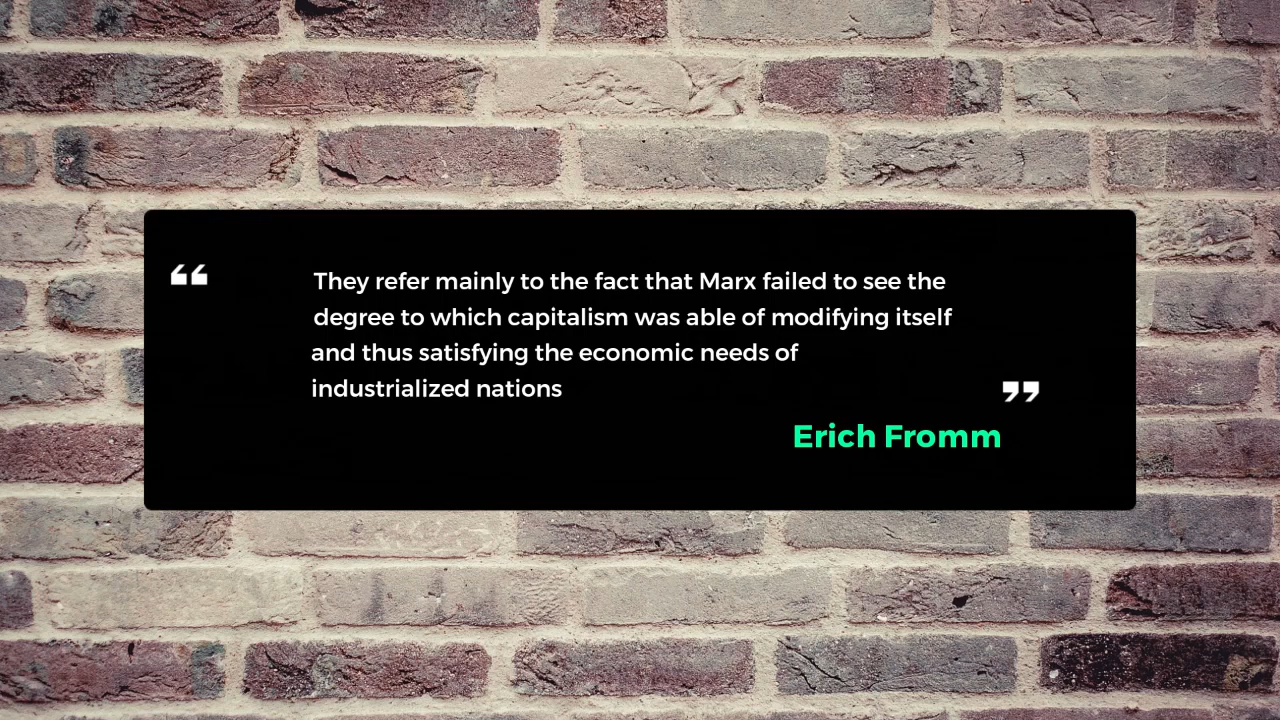 “
They refer mainly to the fact that Marx failed to see the
degree to which capitalism was able of modifying itself
and thus satisfying the economic needs of
industrialized nations
”
Erich Fromm